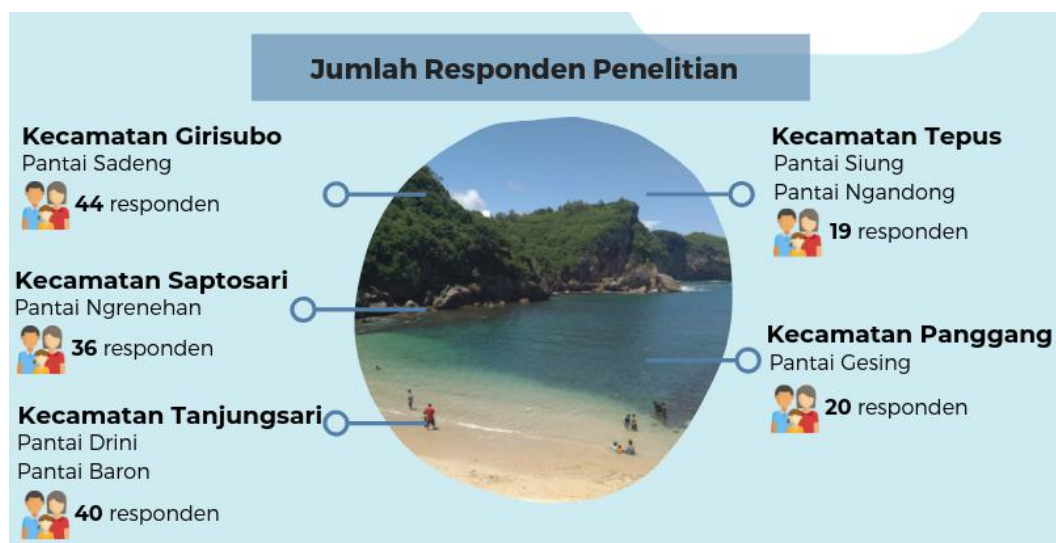 Jumlah Responden Penelitian
Kecamatan Girisubo
Pantai Sadeng
44 responden
Kecamatan Saptosari
Pantai Ngrenehan
36 responden
Kecamatan Tanjungsari
Pantai Drini
Pantai Baron
40 responden
Kecamatan Tepus
Pantai Siung
Pantai Ngandong
19 responden
Kecamatan Panggang
Pantai Gesing
20 responden